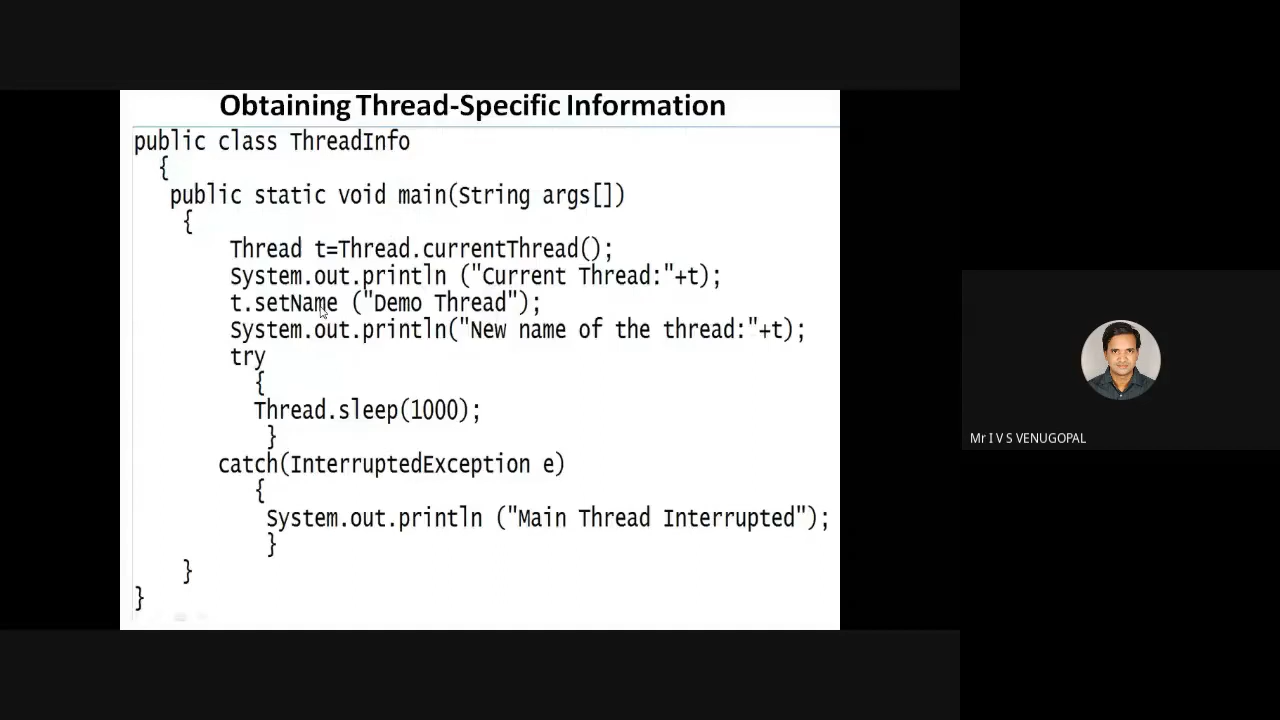 Obtaining Thread-Specific Information
public class ThreadInfo
{
public static void main(String args[])
{
Thread t=Thread.currentThread();
System.out.println ("Current Thread:"+t);
t.setName ("Demo Thread");
System.out.println("New name of the thread:"+t);
try
{
Thread.sleep(1000);
}
catch(InterruptedException e)
{
System.out.println ("Main Thread Interrupted");
}
}
}
Mr I V S VENUGOPAL